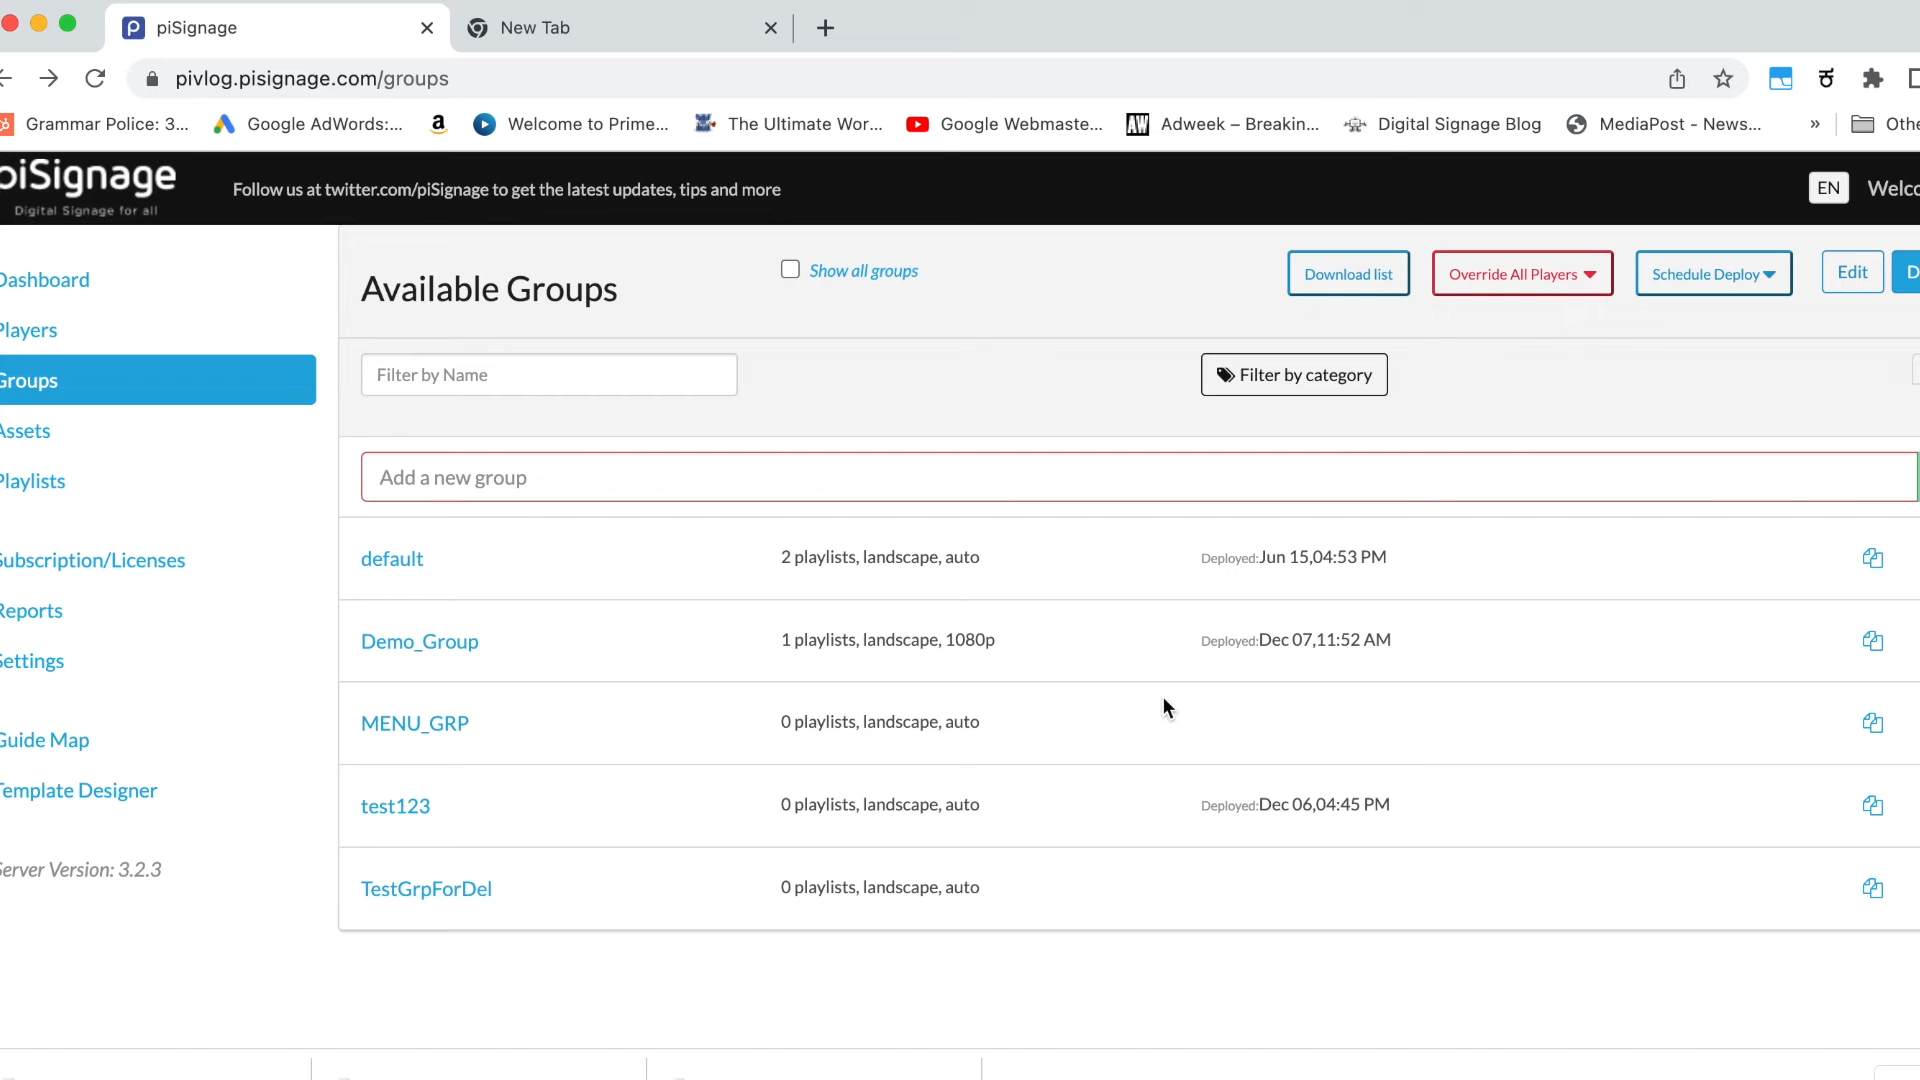 piSignage
New Tab
pivlog.pisignage.com/groups
Grammar Police: 3...
Google AdWords:...
Welcome to Prime...
The Ultimate Wor...
Google Webmaste...
AW Adweek – Breakin...
Digital Signage Blog
MediaPost - News...
»
Othe
piSignage
Digital Signage for all
Follow us at twitter.com/piSignage to get the latest updates, tips and more
EN
Welco
Dashboard
Players
Groups
Assets
Playlists
Subscription/Licenses
Reports
Settings
Guide Map
Template Designer
Server Version: 3.2.3
Available Groups
Show all groups
Download list
Override All Players
Schedule Deploy
Edit
D
Filter by Name
Filter by category
Add a new group
default
2 playlists, landscape, auto
Deployed:Jun 15,04:53 PM
Demo_Group
1 playlists, landscape, 1080p
Deployed:Dec 07,11:52 AM
MENU_GRP
0 playlists, landscape, auto
test123
0 playlists, landscape, auto
Deployed:Dec 06,04:45 PM
TestGrpForDel
0 playlists, landscape, auto